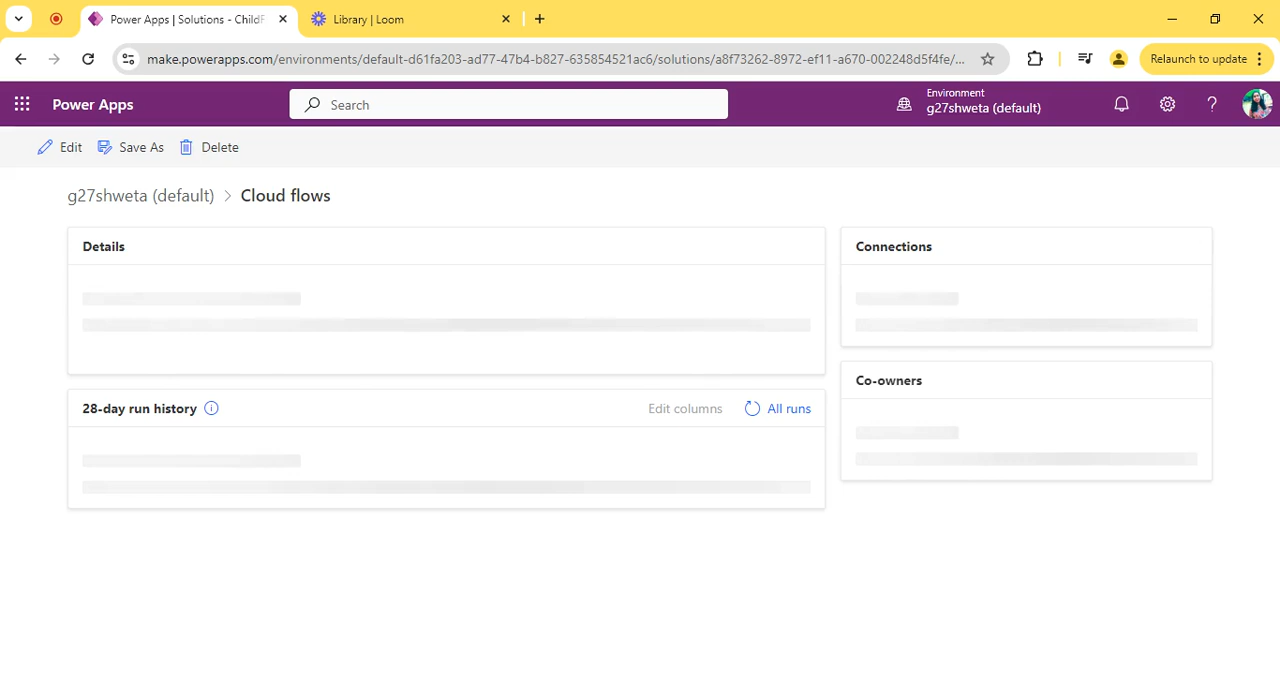 Power Apps | Solutions - ChildF
Library | Loom
make.powerapps.com/environments/default-d61fa203-ad77-47b4-b827-635854521ac6/solutions/a8f73262-8972-ef11-a670-002248d5f4fe/...
Relaunch to update
Power Apps
Search
Environment
g27shweta (default)
Edit
Save As
Delete
g27shweta (default) > Cloud flows
Details
Connections
Co-owners
28-day run history
Edit columns
All runs